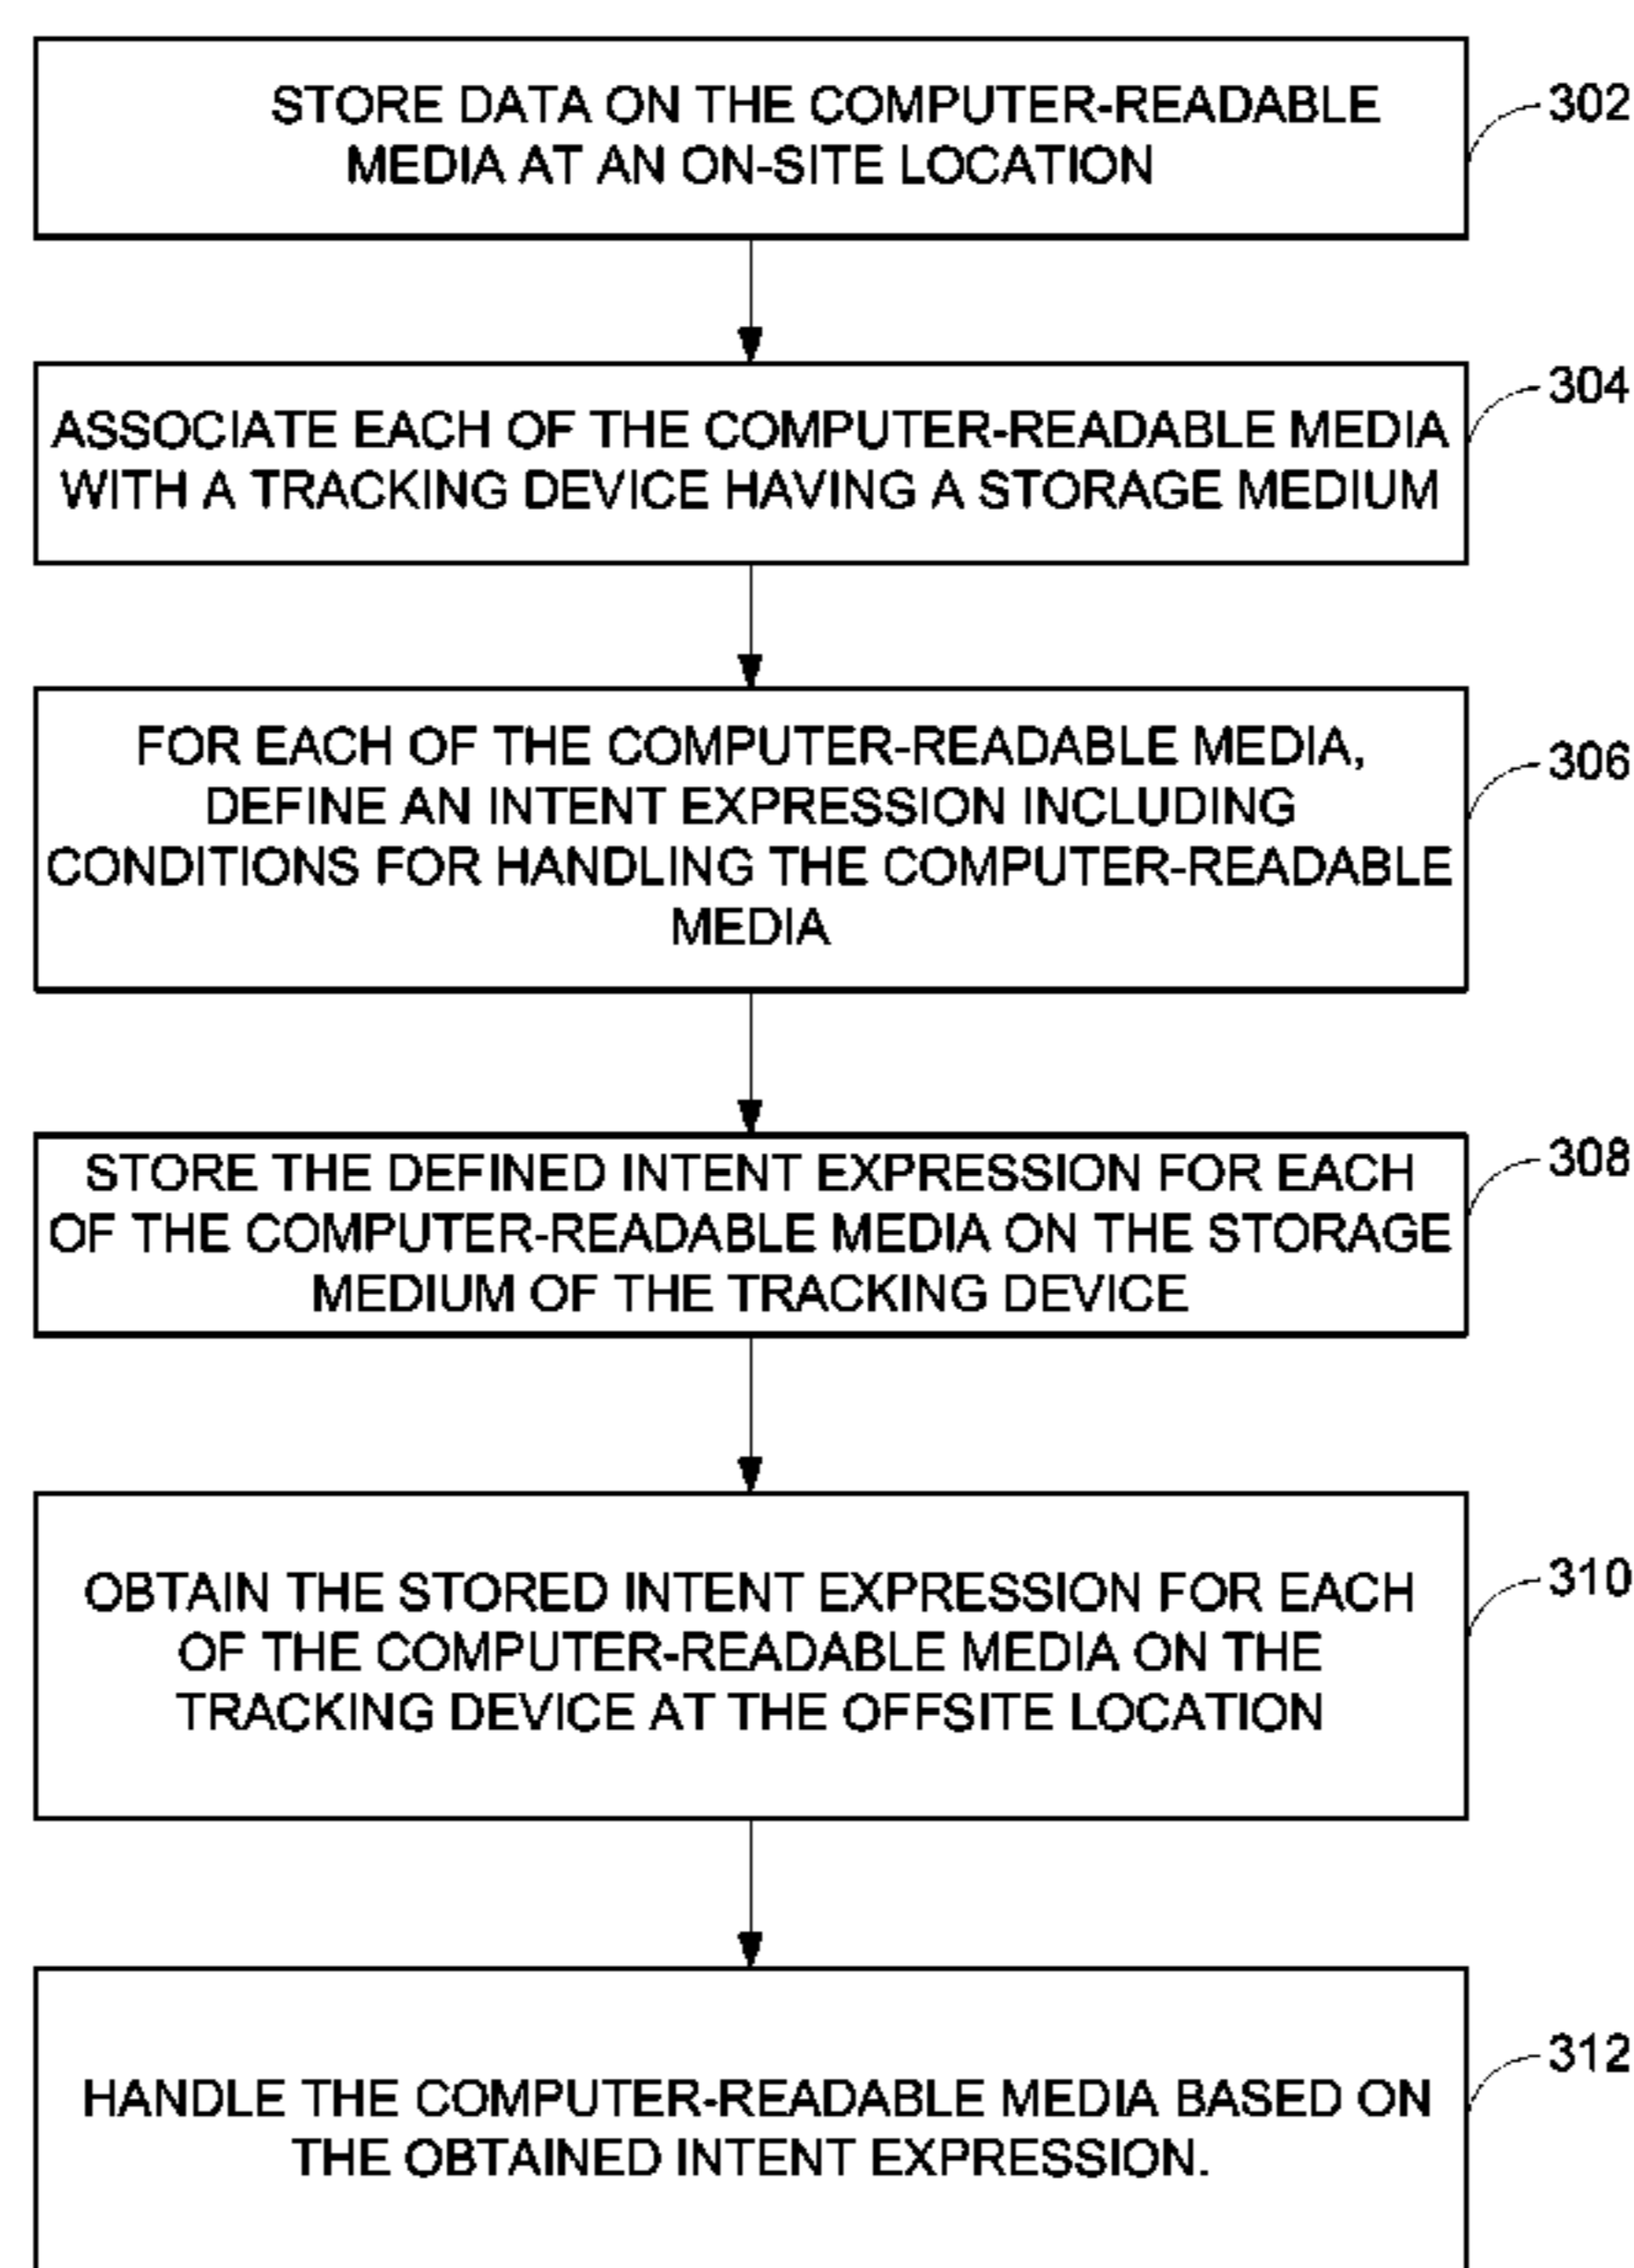 STORE DATA ON THE COMPUTER-READABLE
MEDIA AT AN ON-SITE LOCATION
302
ASSOCIATE EACH OF THE COMPUTER-READABLE MEDIA
WITH A TRACKING DEVICE HAVING A STORAGE MEDIUM
304
FOR EACH OF THE COMPUTER-READABLE MEDIA,
DEFINE AN INTENT EXPRESSION INCLUDING
CONDITIONS FOR HANDLING THE COMPUTER-READABLE
MEDIA
306
STORE THE DEFINED INTENT EXPRESSION FOR EACH
OF THE COMPUTER-READABLE MEDIA ON THE STORAGE
MEDIUM OF THE TRACKING DEVICE
308
OBTAIN THE STORED INTENT EXPRESSION FOR EACH
OF THE COMPUTER-READABLE MEDIA ON THE
TRACKING DEVICE AT THE OFFSITE LOCATION
310
HANDLE THE COMPUTER-READABLE MEDIA BASED ON
THE OBTAINED INTENT EXPRESSION.
312